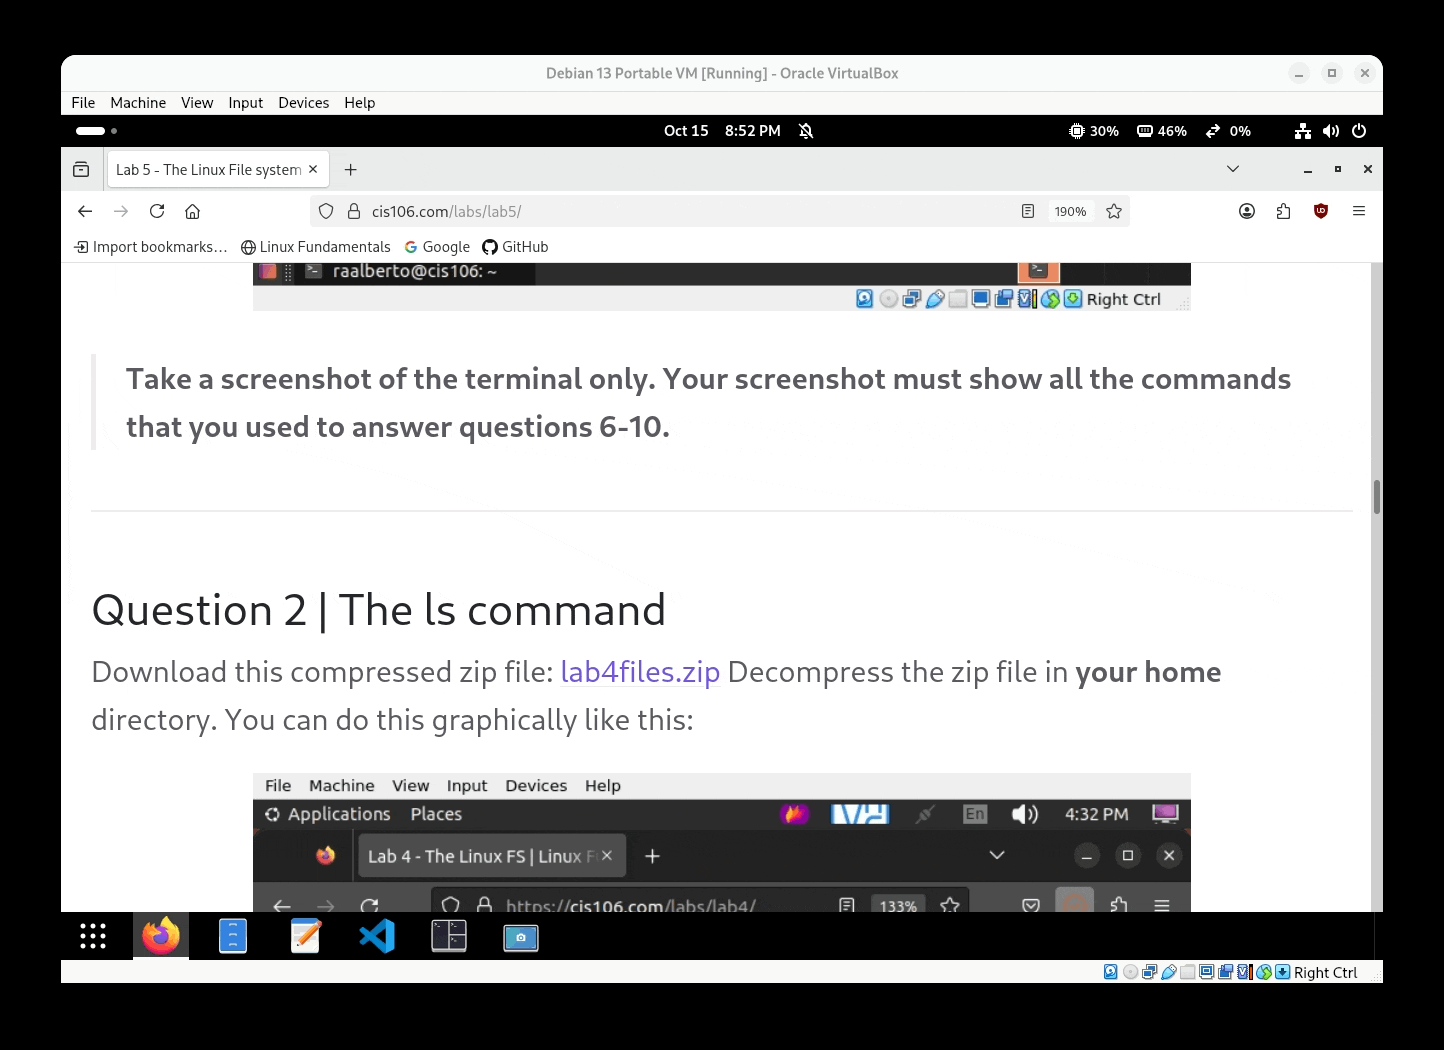 Debian 13 Portable VM [Running] - Oracle VirtualBox
File Machine View Input Devices Help
Oct 15 8:52 PM 30% 46% 0%
Lab 5 - The Linux File system
cis106.com/labs/lab5/ 190%
Import bookmarks... Linux Fundamentals Google GitHub
raalberto@cis106: ~
Right Ctrl
Take a screenshot of the terminal only. Your screenshot must show all the commands
that you used to answer questions 6-10.
Question 2 | The ls command
Download this compressed zip file: lab4files.zip Decompress the zip file in your home
directory. You can do this graphically like this:
File Machine View Input Devices Help
Applications Places En 4:32 PM
Lab 4 - The Linux FS | Linux F
https://cis106.com/labs/lab4/ 133%
Right Ctrl